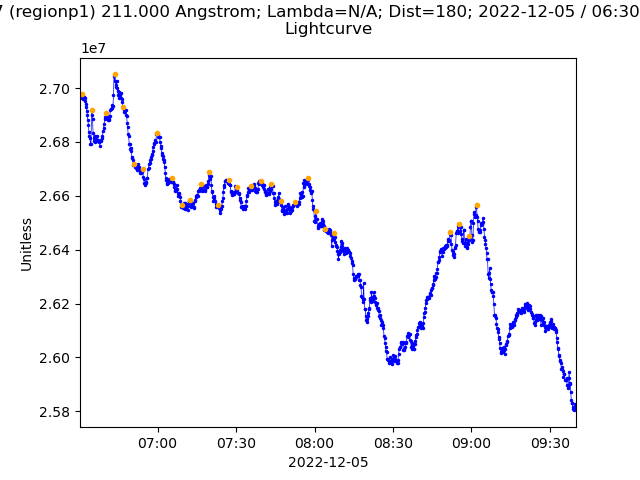 (regionp1) 211.000 Angstrom; Lambda=N/A; Dist=180; 2022-12-05 / 06:30
Lightcurve
1e7
2.70
2.68
2.66
2.64
2.62
2.60
2.58
Unitless
07:00 07:30 08:00 08:30 09:00 09:30
2022-12-05